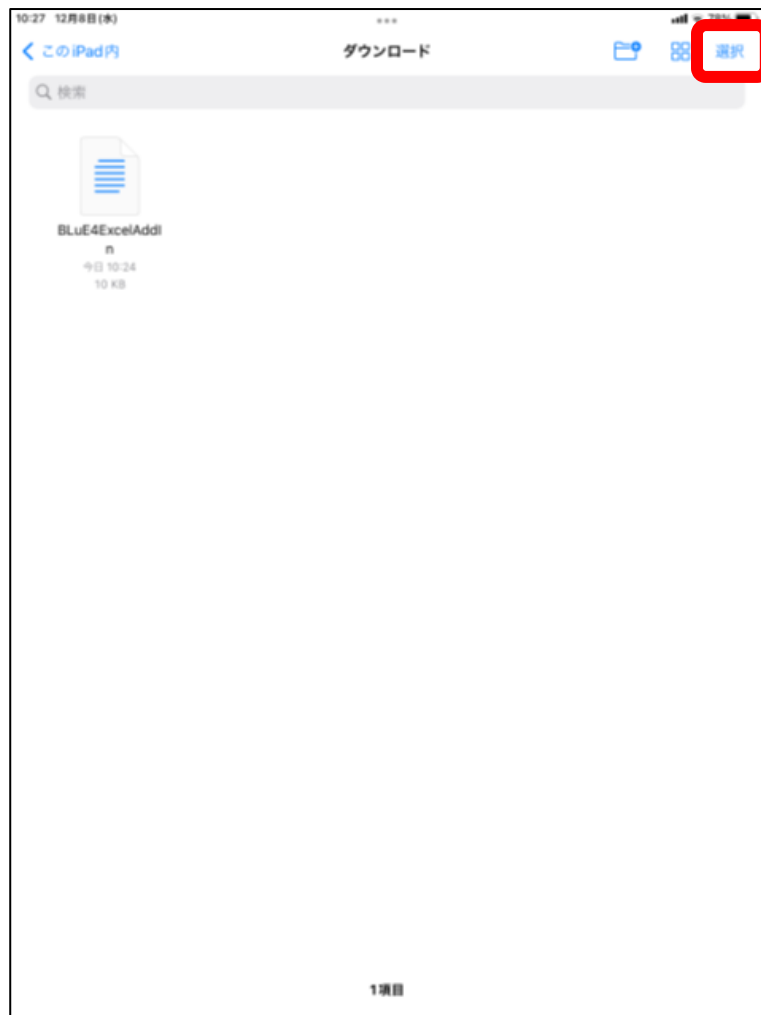 10:27 12月8日(水)
78%
このiPad内
ダウンロード
選択
検索
BLuE4ExcelAddI
n
今日 10:24
10 KB
1項目